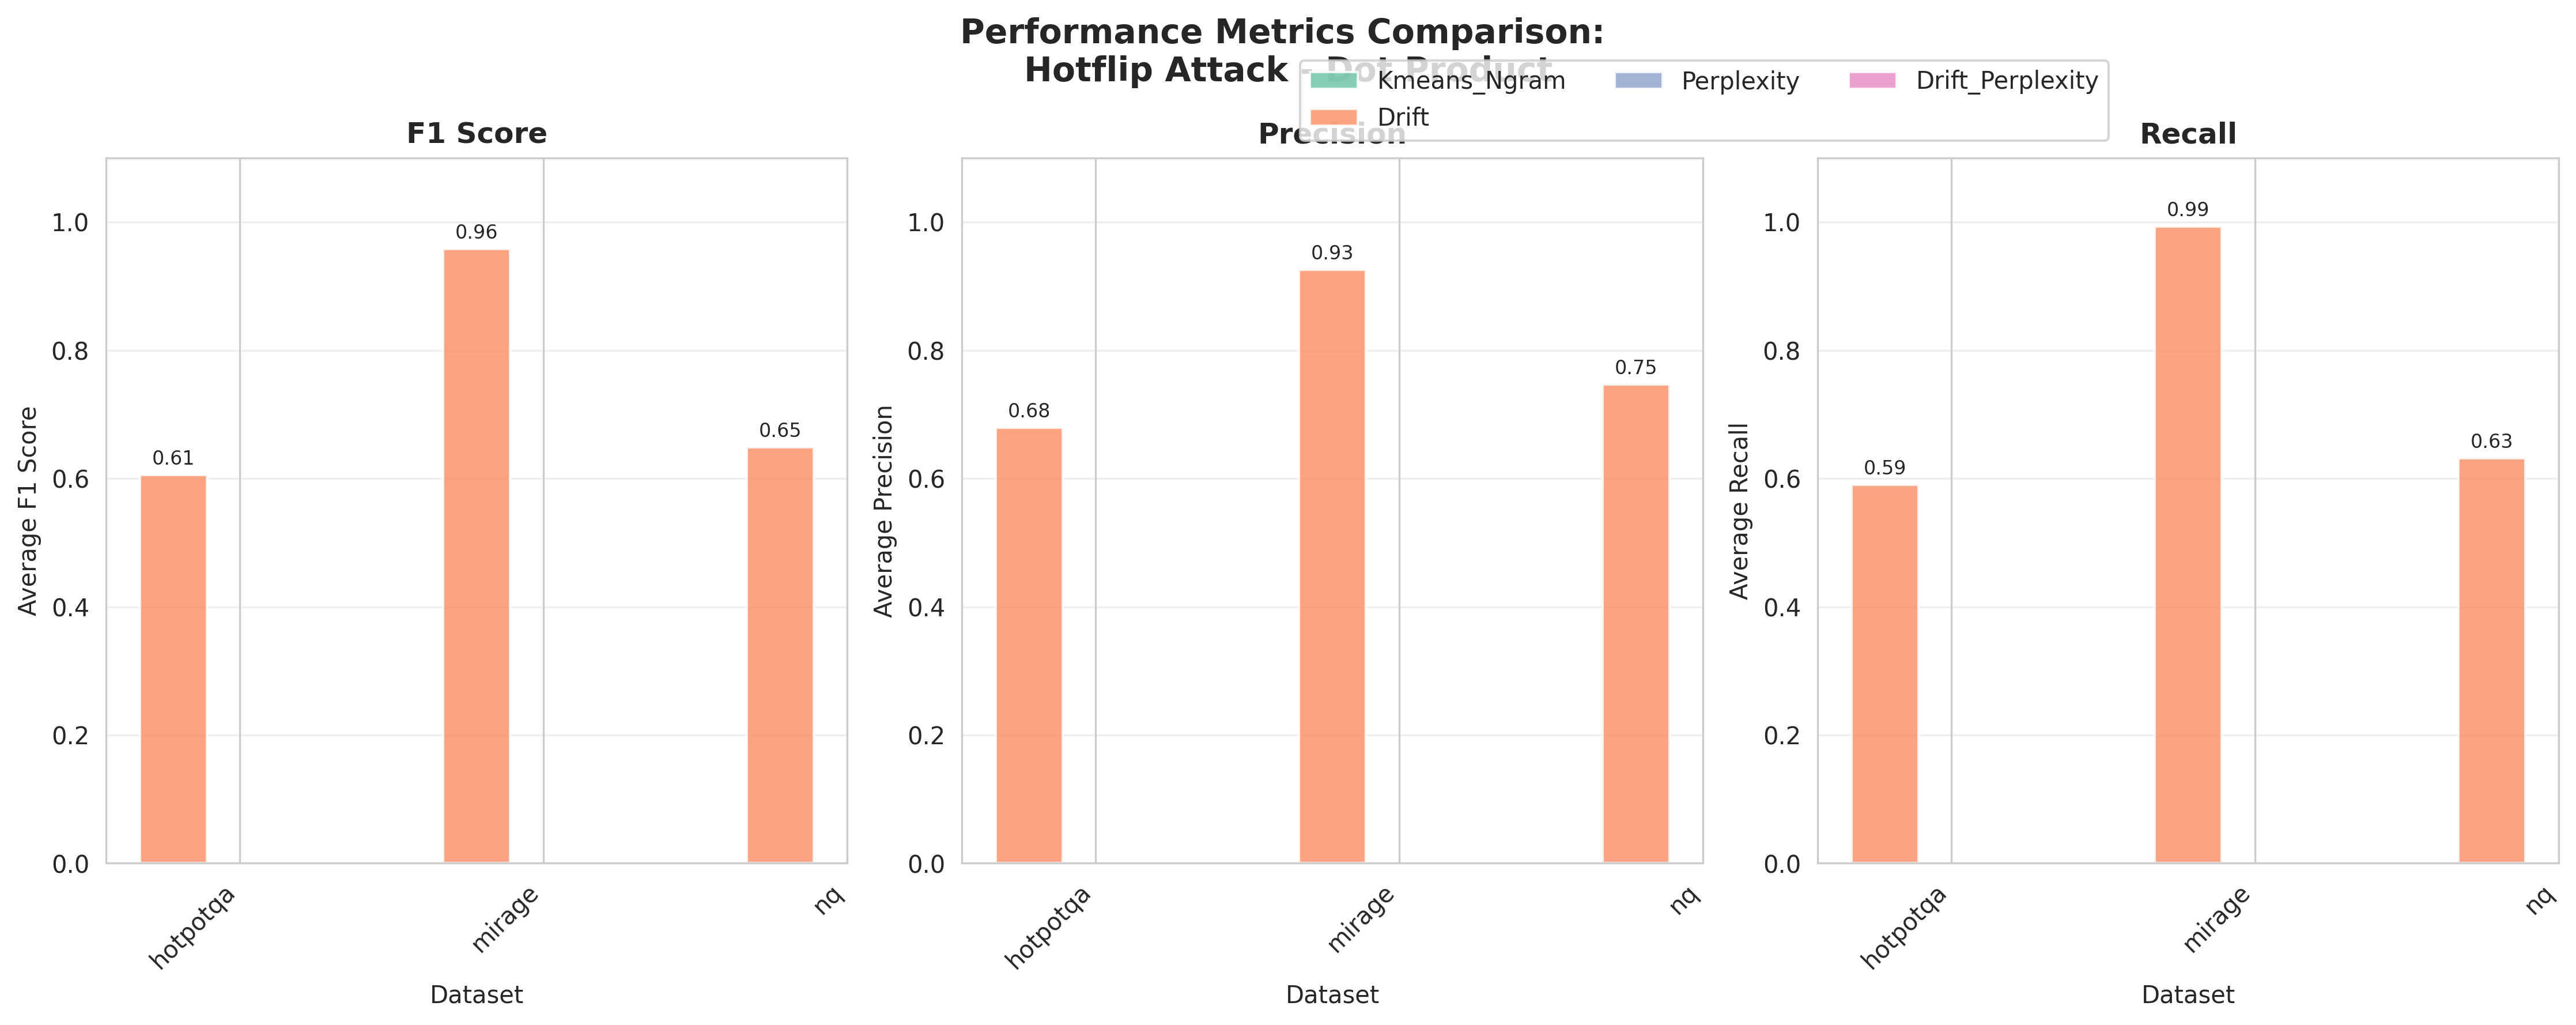 Performance Metrics Comparison:
Hotflip Attack - Dot Product
Kmeans_Ngram
Drift
Perplexity
Drift_Perplexity
F1 Score
Average F1 Score
1.0
0.8
0.6
0.4
0.2
0.0
0.61
0.96
0.65
hotpotqa
mirage
nq
Dataset
Precision
Average Precision
1.0
0.8
0.6
0.4
0.2
0.0
0.68
0.93
0.75
hotpotqa
mirage
nq
Dataset
Recall
Average Recall
1.0
0.8
0.6
0.4
0.2
0.0
0.59
0.99
0.63
hotpotqa
mirage
nq
Dataset